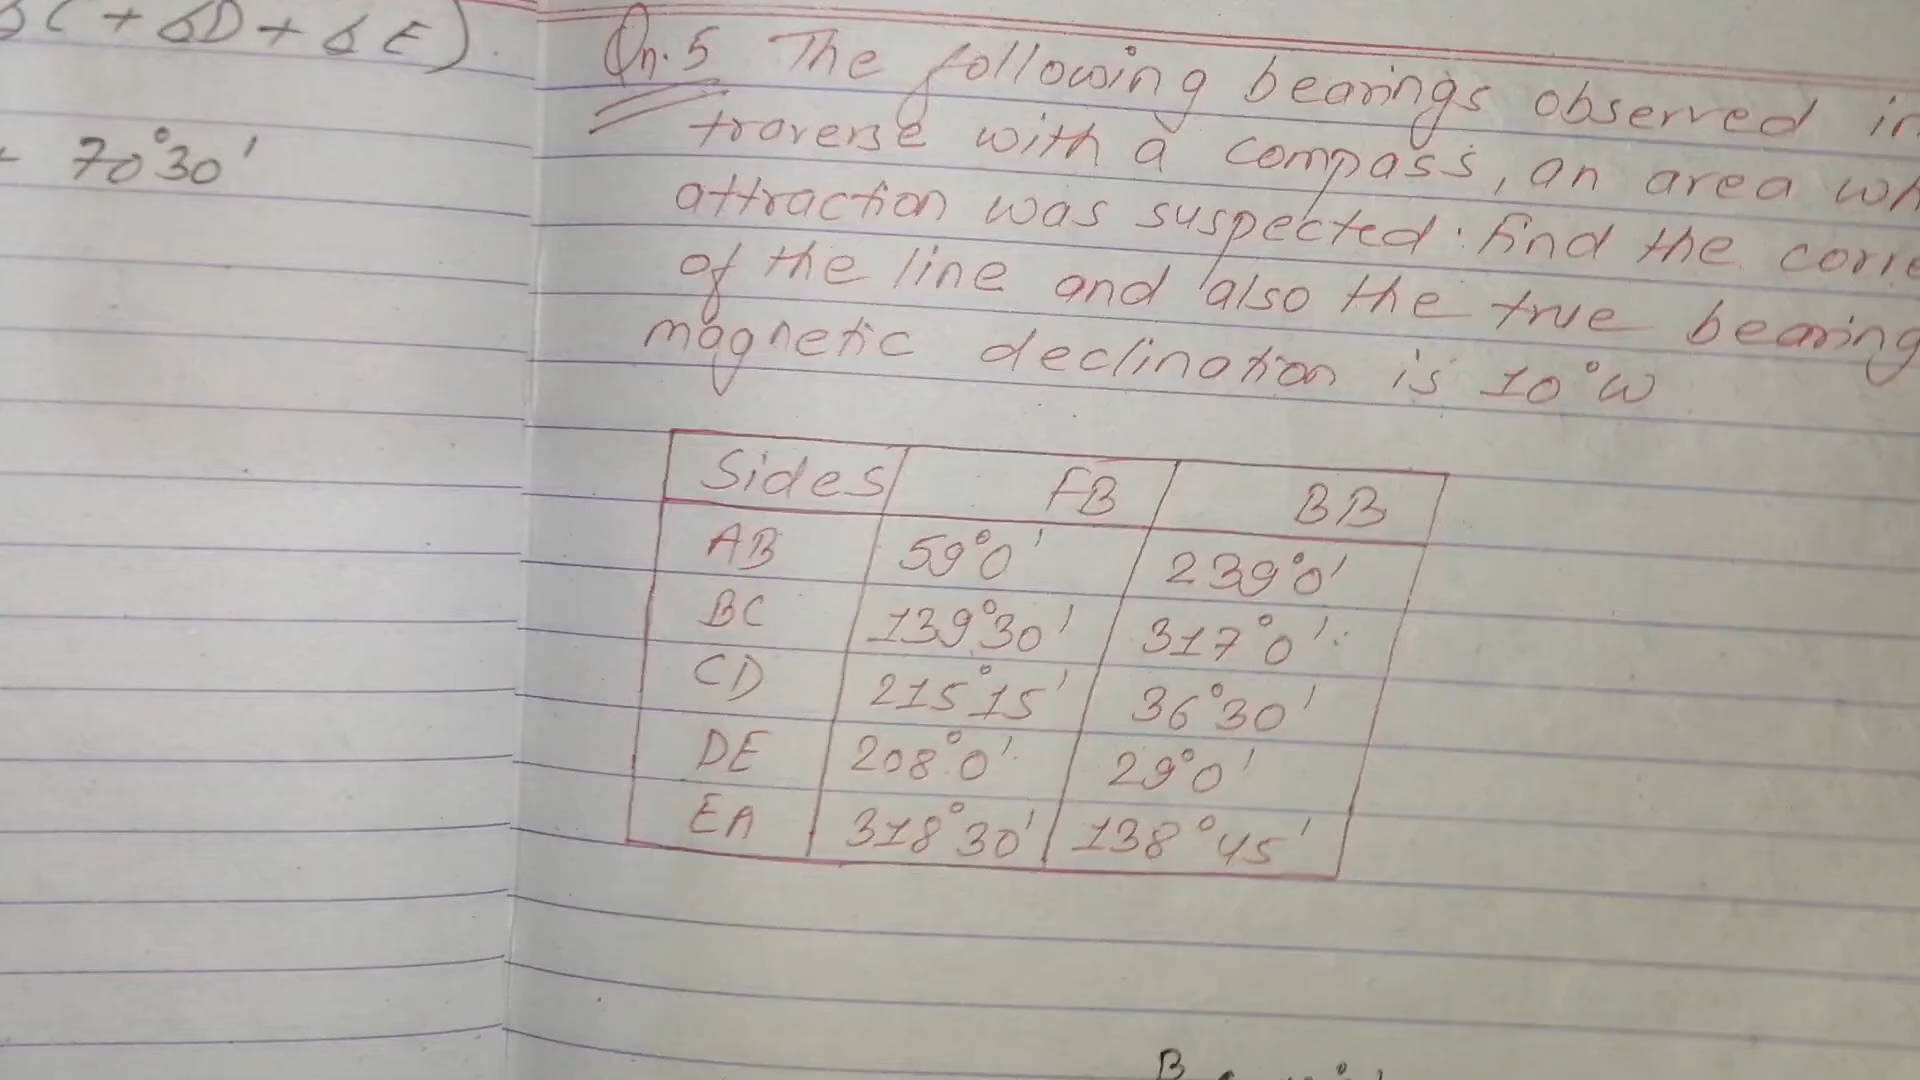 C + δD + δE).
70°30'
Qn.5 The following bearings observed in
traverse with a compass, an area wh
attraction was suspected. find the corre
of the line and also the true bearing
magnetic declination is 10°W
Sides FB BB
AB 59°0' 239°0'
BC 139°30' 317°0'
CD 215°15' 36°30'
DE 208°0' 29°0'
EA 318°30' 138°45'
B